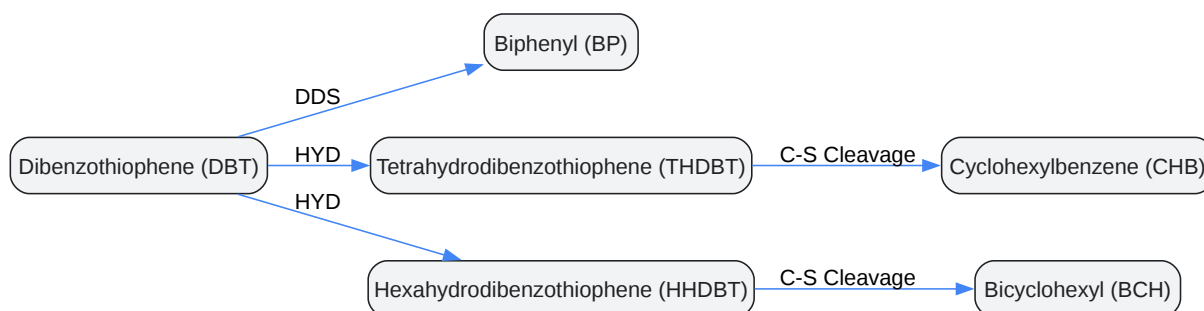 Biphenyl (BP)
DDS
Dibenzothiophene (DBT)
HYD
Tetrahydrodibenzothiophene (THDBT)
C-S Cleavage
Cyclohexylbenzene (CHB)
HYD
Hexahydrodibenzothiophene (HHDBT)
C-S Cleavage
Bicyclohexyl (BCH)